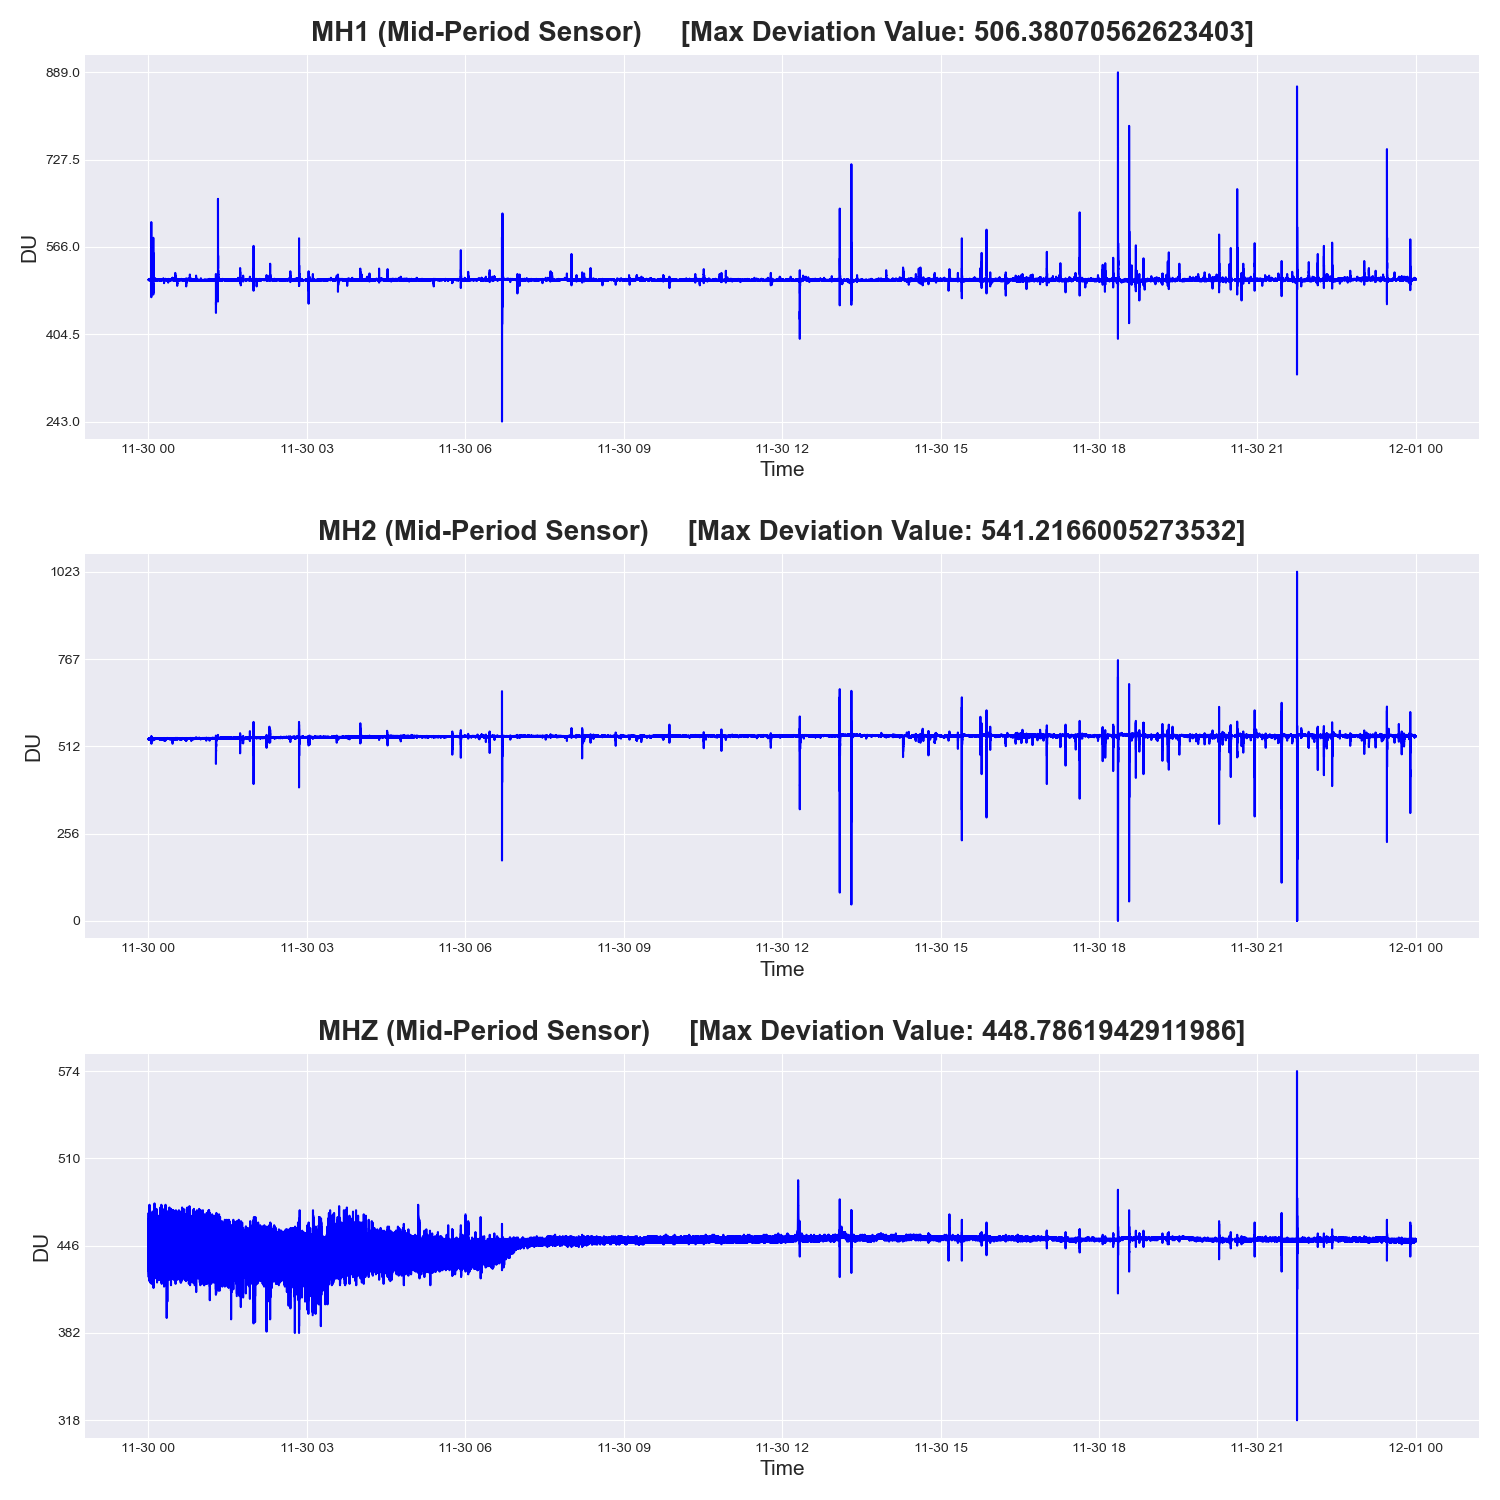 MH1 (Mid-Period Sensor)     [Max Deviation Value: 506.38070562623403]
889.0
727.5
566.0
404.5
243.0
DU
11-30 00 11-30 03 11-30 06 11-30 09 11-30 12 11-30 15 11-30 18 11-30 21 12-01 00
Time
MH2 (Mid-Period Sensor)     [Max Deviation Value: 541.2166005273532]
1023
767
512
256
0
DU
11-30 00 11-30 03 11-30 06 11-30 09 11-30 12 11-30 15 11-30 18 11-30 21 12-01 00
Time
MHZ (Mid-Period Sensor)     [Max Deviation Value: 448.7861942911986]
574
510
446
382
318
DU
11-30 00 11-30 03 11-30 06 11-30 09 11-30 12 11-30 15 11-30 18 11-30 21 12-01 00
Time